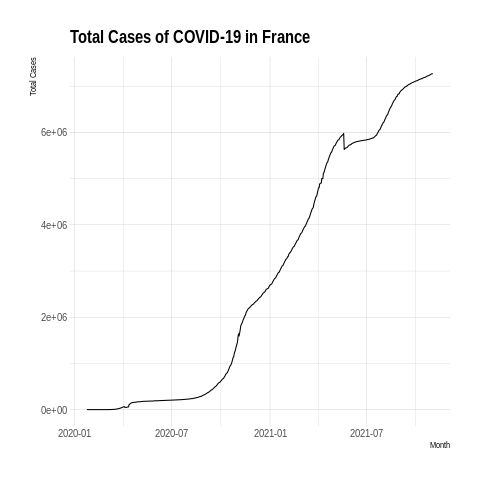 Total Cases of COVID-19 in France
Total Cases
6e+06
4e+06
2e+06
0e+00
2020-01 2020-07 2021-01 2021-07
Month